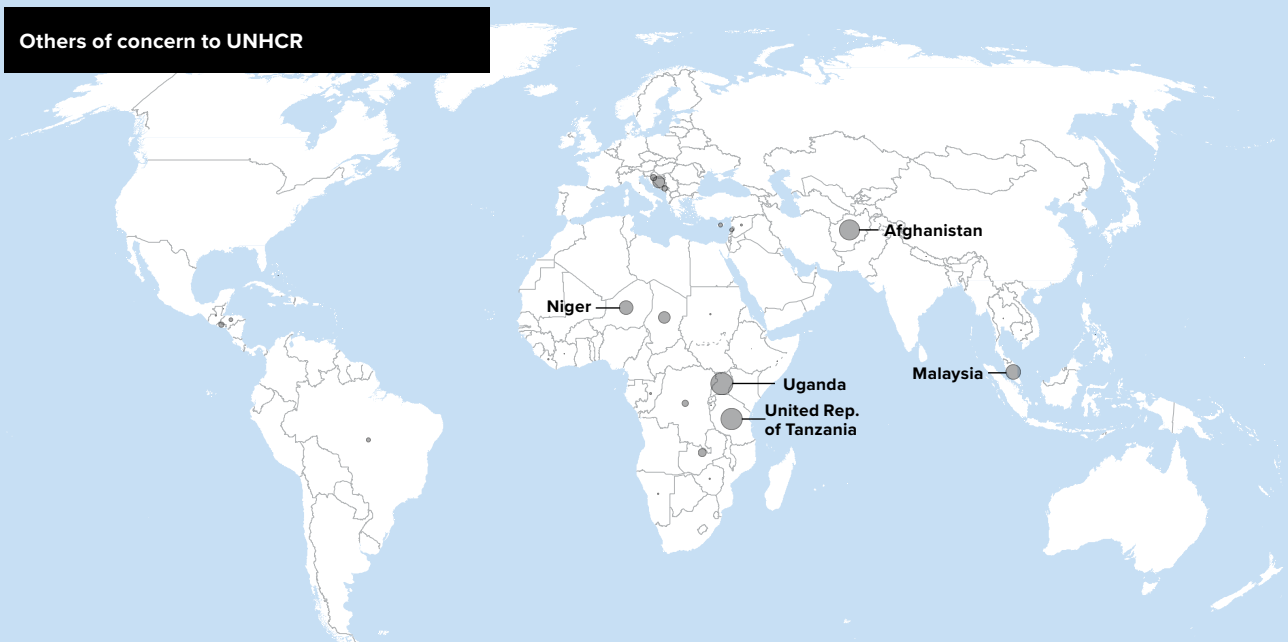 Others of concern to UNHCR
Afghanistan
Niger
Malaysia
Uganda
United Rep.
of Tanzania